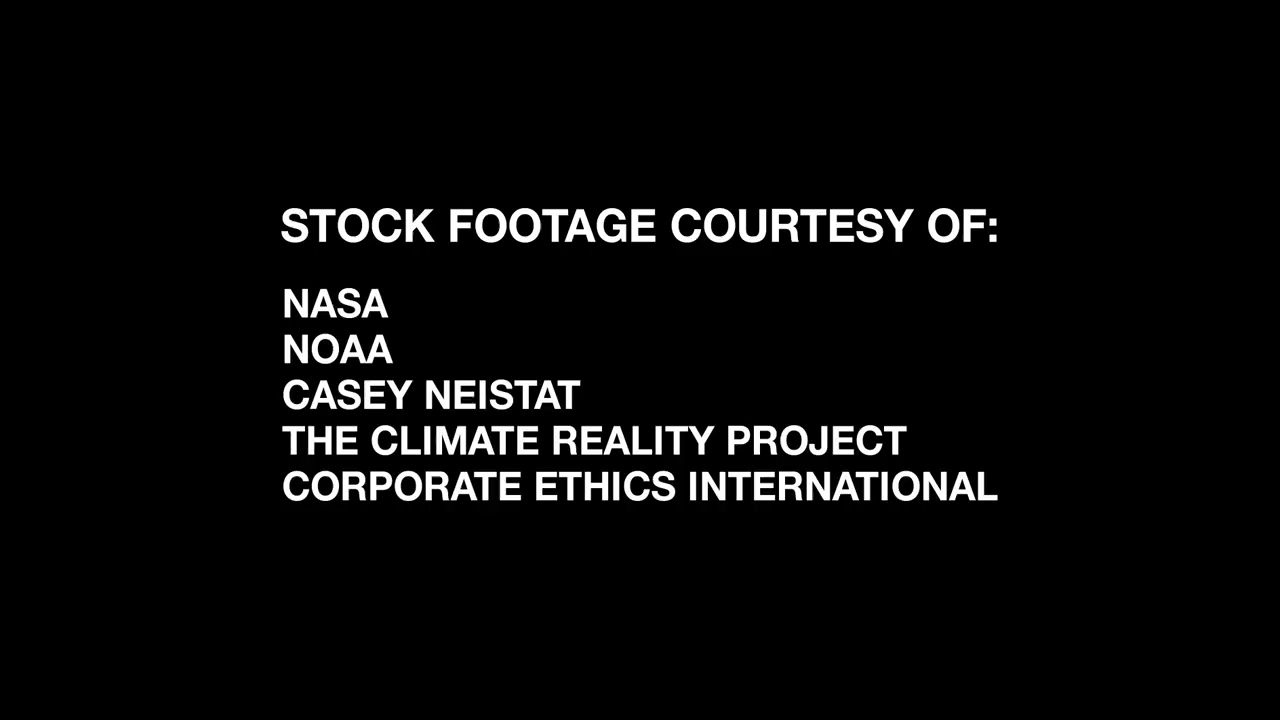 STOCK FOOTAGE COURTESY OF:
NASA
NOAA
CASEY NEISTAT
THE CLIMATE REALITY PROJECT
CORPORATE ETHICS INTERNATIONAL